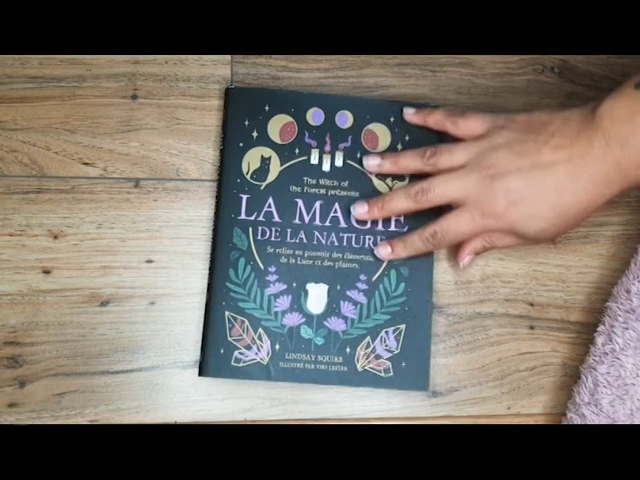 The Witch of
the Forest présente
LA MAGIE
DE LA NATURE
Se relier au pouvoir des éléments,
de la Lune et des plantes.
LINDSAY SQUIRE
ILLUSTRÉ PAR VIKI LESTER